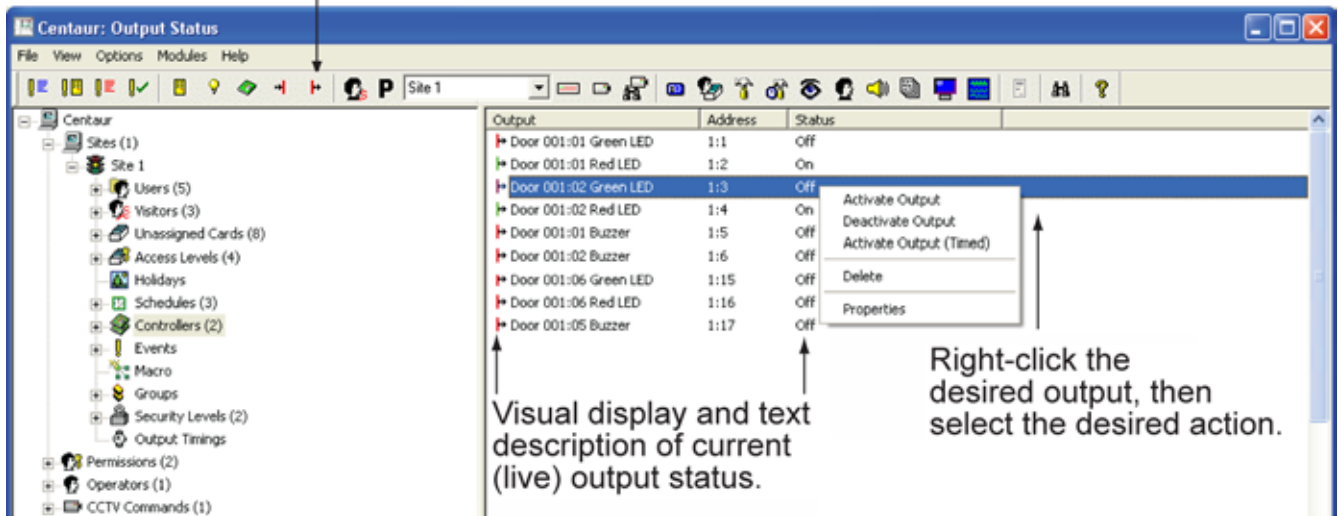 Centaur: Output Status
File View Options Modules Help
P Site 1
Centaur
Sites (1)
Site 1
Users (5)
Visitors (3)
Unassigned Cards (8)
Access Levels (4)
Holidays
Schedules (3)
Controllers (2)
Events
Macro
Groups
Security Levels (2)
Output Timings
Permissions (2)
Operators (1)
CCTV Commands (1)
Output Address Status
Door 001:01 Green LED 1:1 Off
Door 001:01 Red LED 1:2 On
Door 001:02 Green LED 1:3 Off
Door 001:02 Red LED 1:4 On
Door 001:01 Buzzer 1:5 Off
Door 001:02 Buzzer 1:6 Off
Door 001:06 Green LED 1:15 Off
Door 001:06 Red LED 1:16 Off
Door 001:05 Buzzer 1:17 Off
Activate Output
Deactivate Output
Activate Output (Timed)
Delete
Properties
Visual display and text
description of current
(live) output status.
Right-click the
desired output, then
select the desired action.